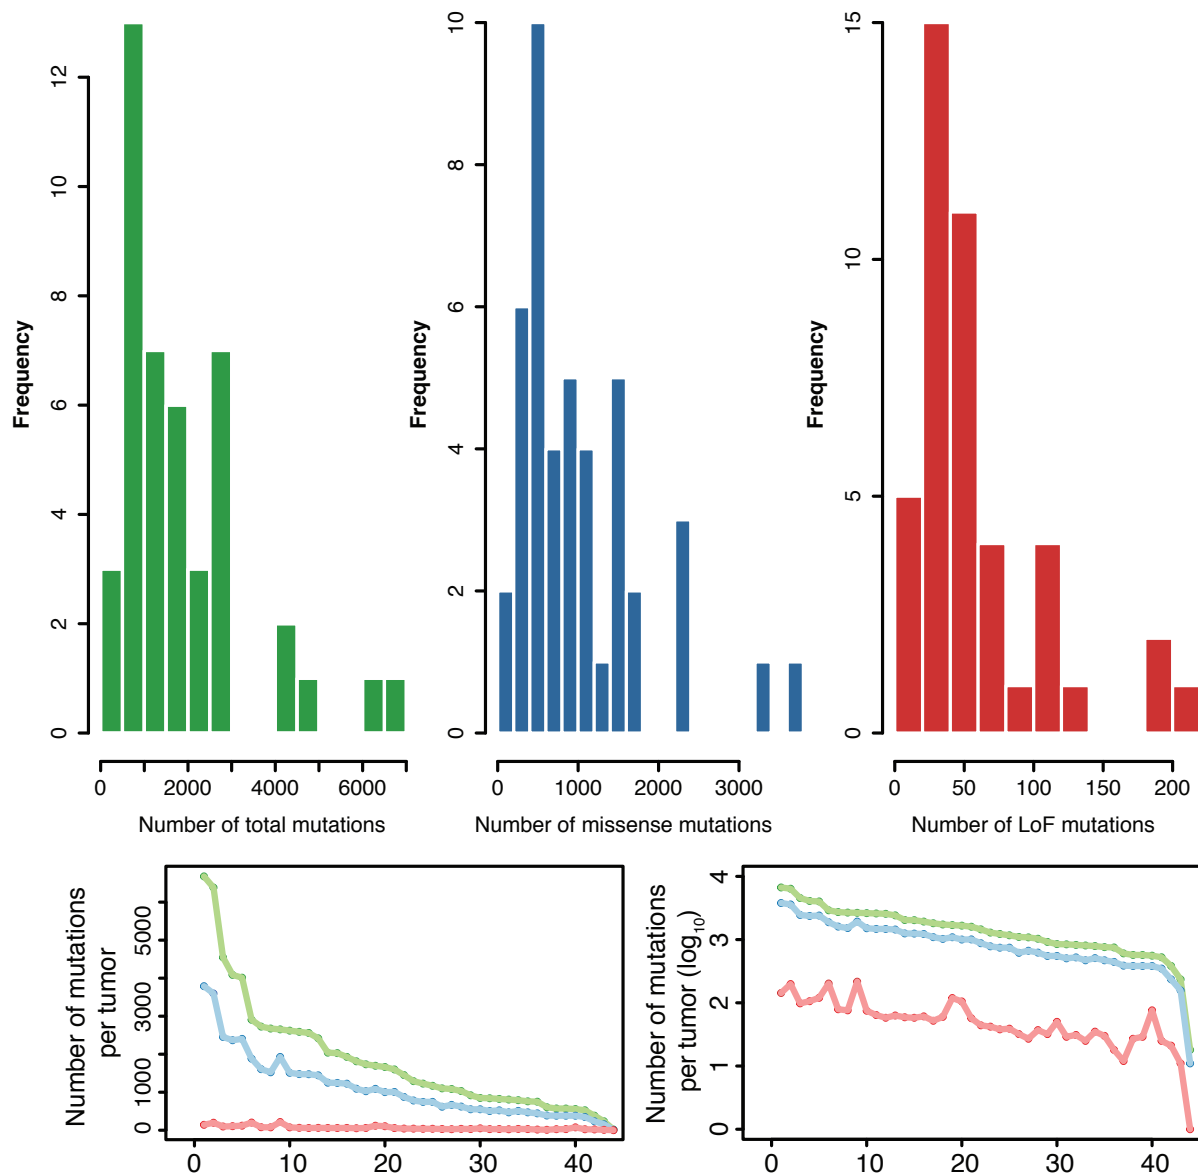 Frequency
0 2 4 6 8 10 12
0 2000 4000 6000
Number of total mutations
Frequency
0 2 4 6 8 10
0 1000 2000 3000
Number of missense mutations
Frequency
0 5 10 15
0 50 100 150 200
Number of LoF mutations
Number of mutations
per tumor
0 1000 3000 5000
0 10 20 30 40
Number of mutations
per tumor (log10)
0 1 2 3 4
0 10 20 30 40